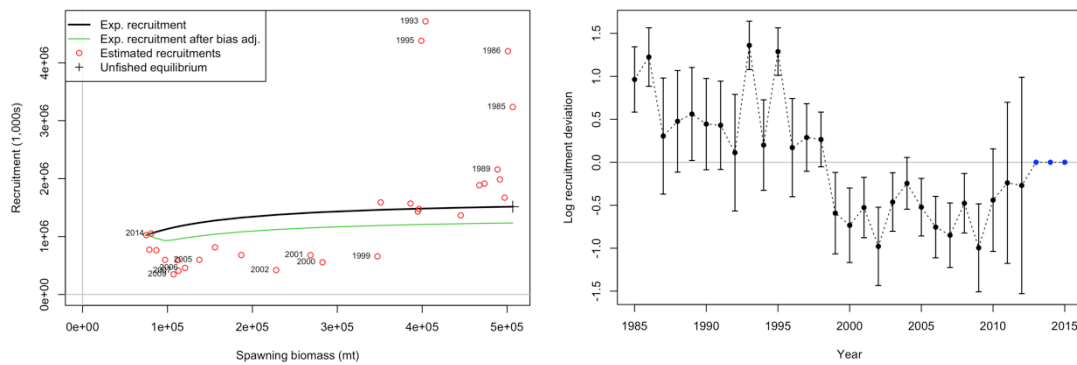 Exp. recruitment
Exp. recruitment after bias adj.
Estimated recruitments
Unfished equilibrium
1993
1995
1986
1985
1989
2014
2005
2001
2000
1999
2002
2009
Recruitment (1,000s)
0e+00 1e+06 2e+06 3e+06 4e+06
0e+00 1e+05 2e+05 3e+05 4e+05 5e+05
Spawning biomass (mt)
Log recruitment deviation
-1.5 -1.0 -0.5 0.0 0.5 1.0 1.5
1985 1990 1995 2000 2005 2010 2015
Year